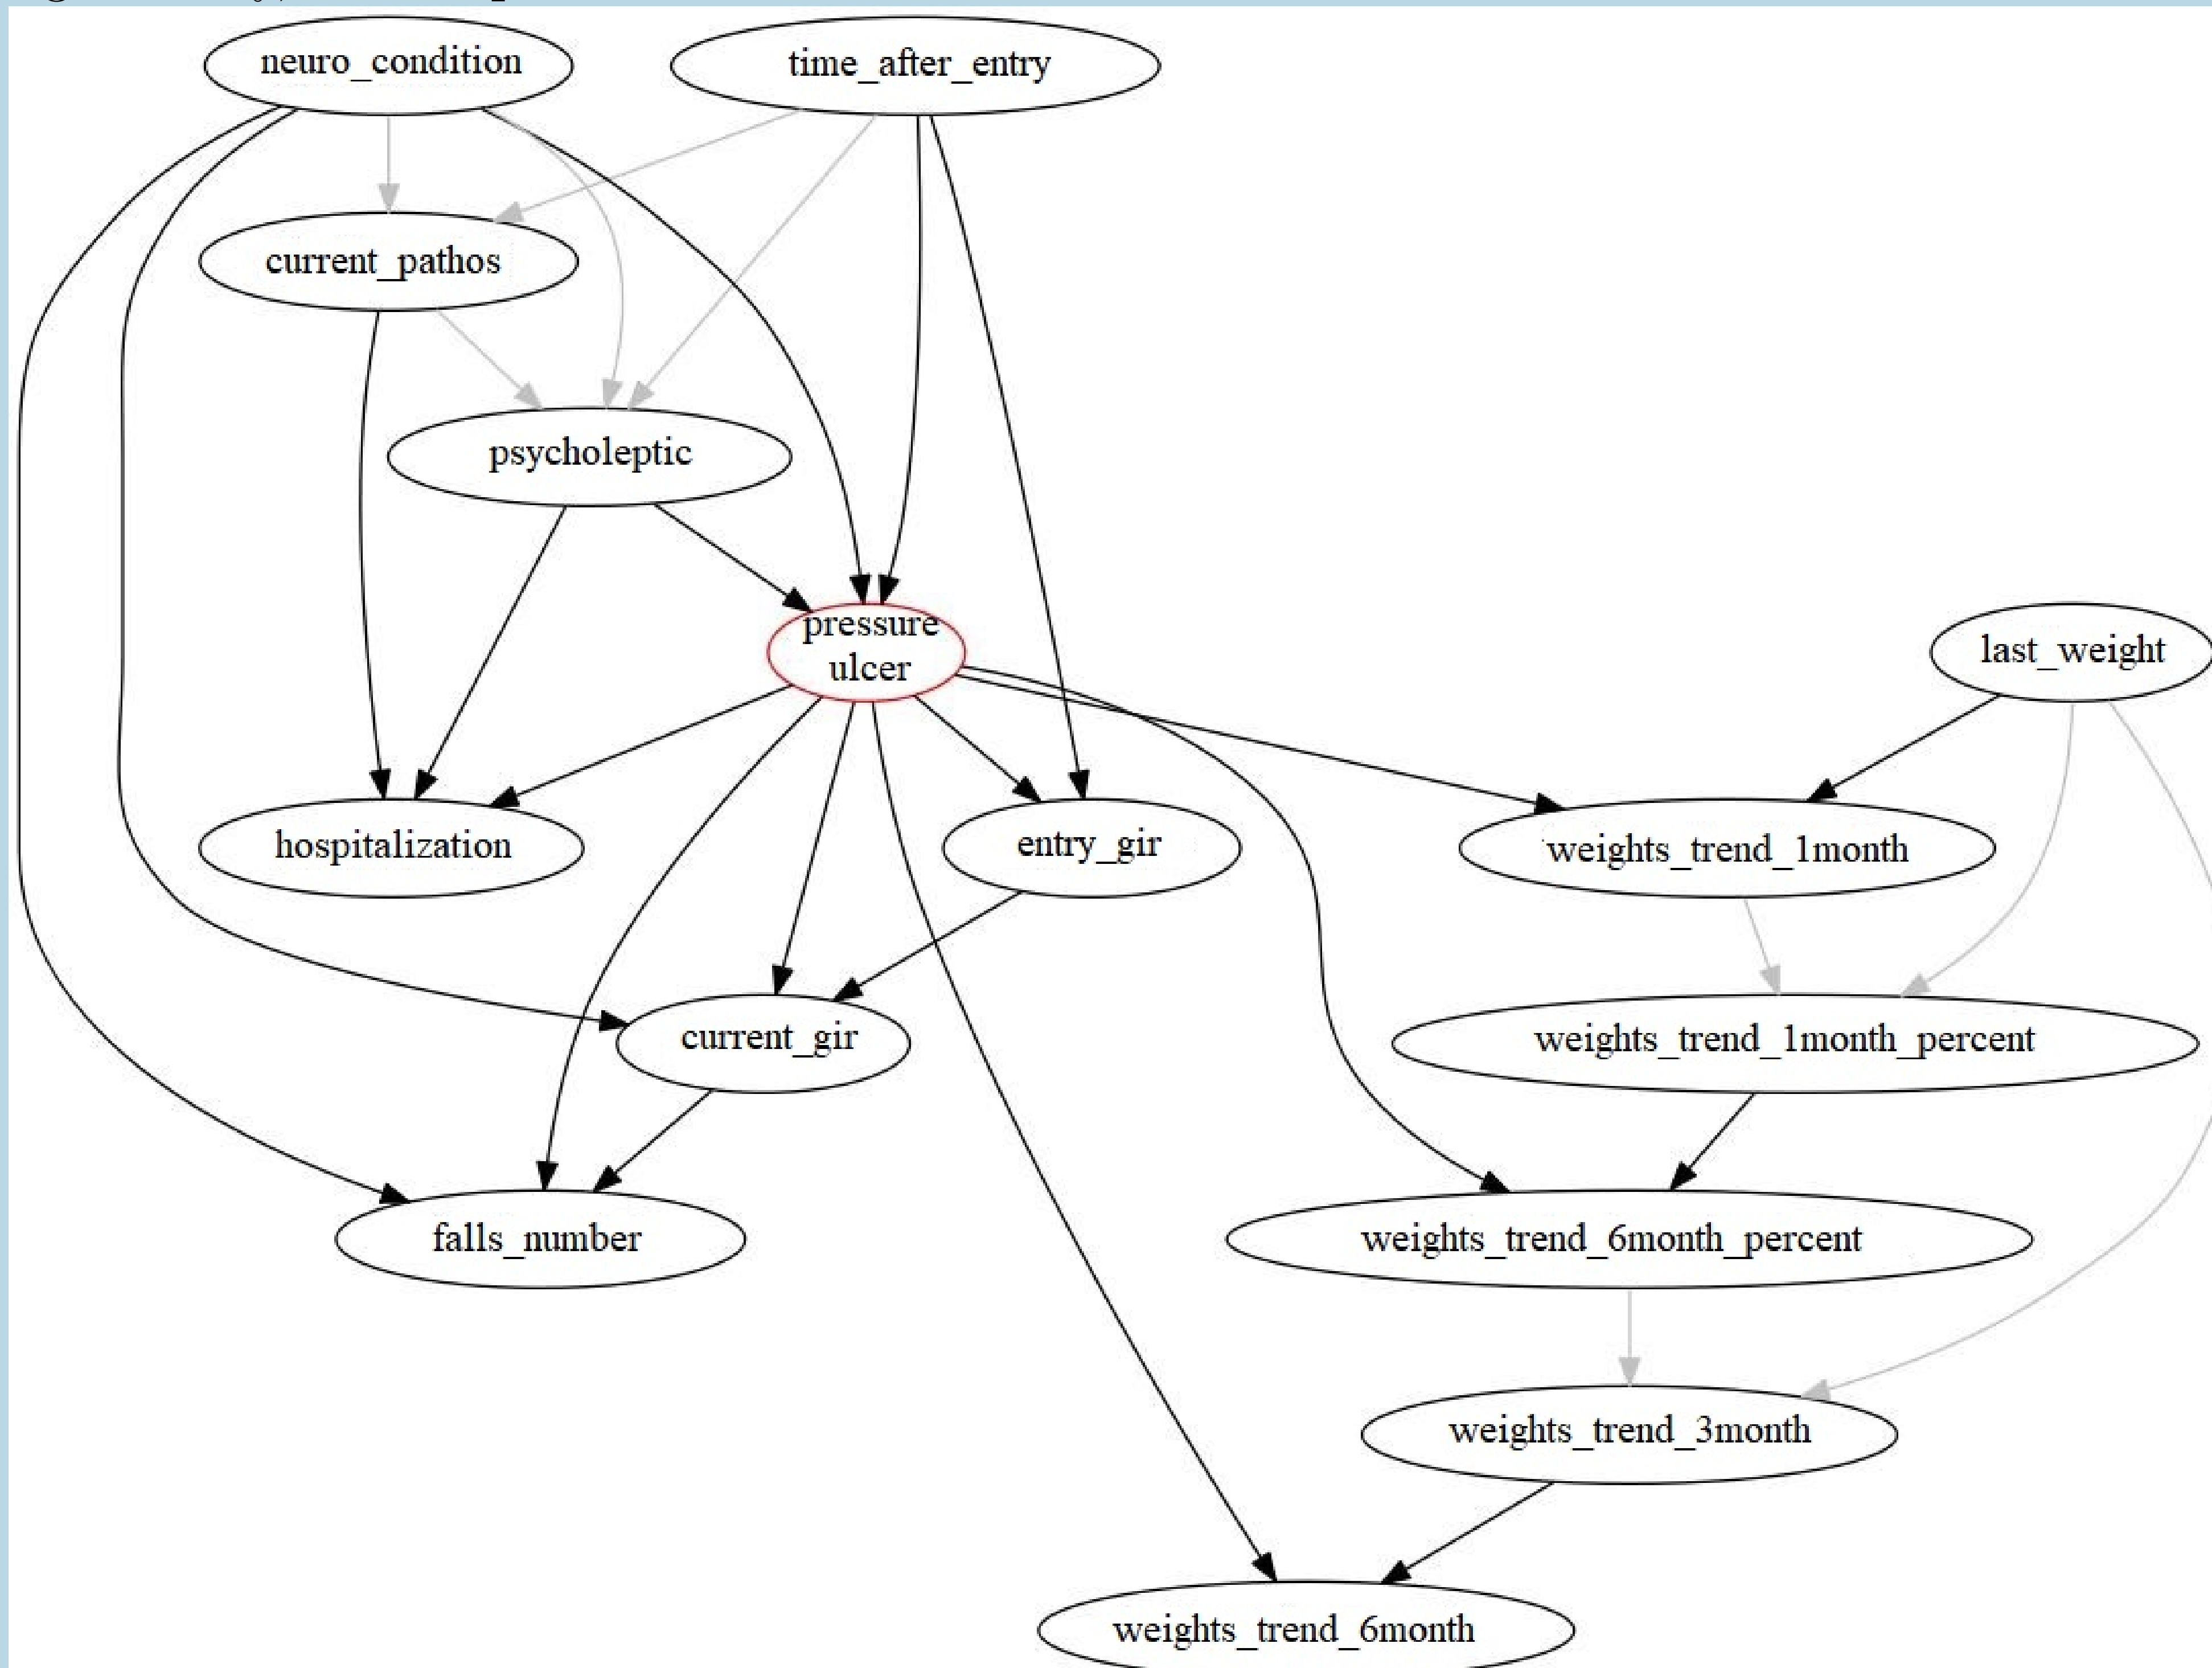 neuro_condition
time_after_entry
current_pathos
psycholeptic
pressure
ulcer
last_weight
hospitalization
entry_gir
weights_trend_1month
current_gir
weights_trend_1month_percent
falls_number
weights_trend_6month_percent
weights_trend_3month
weights_trend_6month